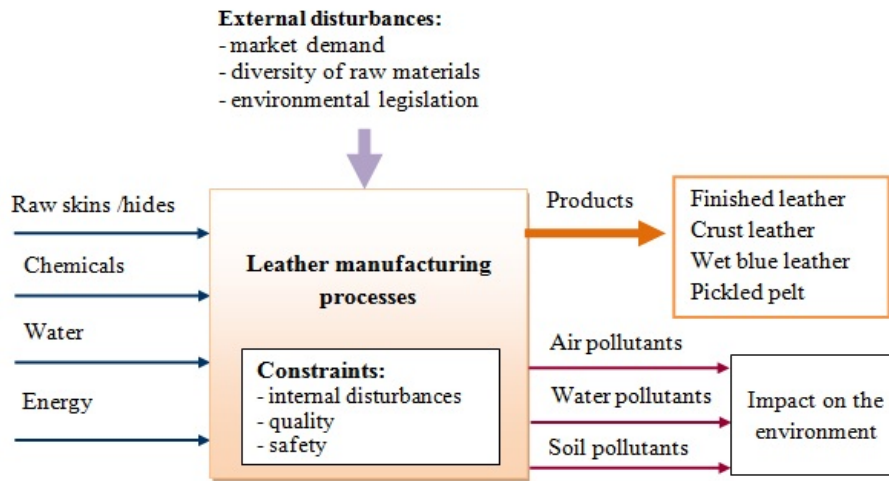 External disturbances:
- market demand
- diversity of raw materials
- environmental legislation
Raw skins /hides
Chemicals
Water
Energy
Leather manufacturing
processes
Constraints:
- internal disturbances
- quality
- safety
Products
Finished leather
Crust leather
Wet blue leather
Pickled pelt
Air pollutants
Water pollutants
Soil pollutants
Impact on the
environment